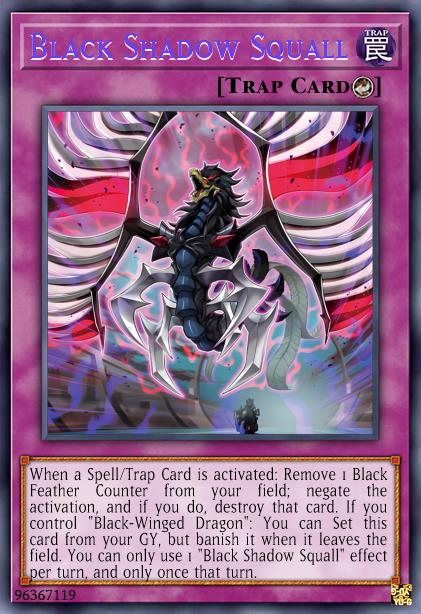 Black Shadow Squall
TRAP
罠
[Trap Card]
When a Spell/Trap Card is activated: Remove 1 Black
Feather Counter from your field; negate the
activation, and if you do, destroy that card. If you
control "Black-Winged Dragon": You can Set this
card from your GY, but banish it when it leaves the
field. You can only use 1 "Black Shadow Squall" effect
per turn, and only once that turn.
96367119